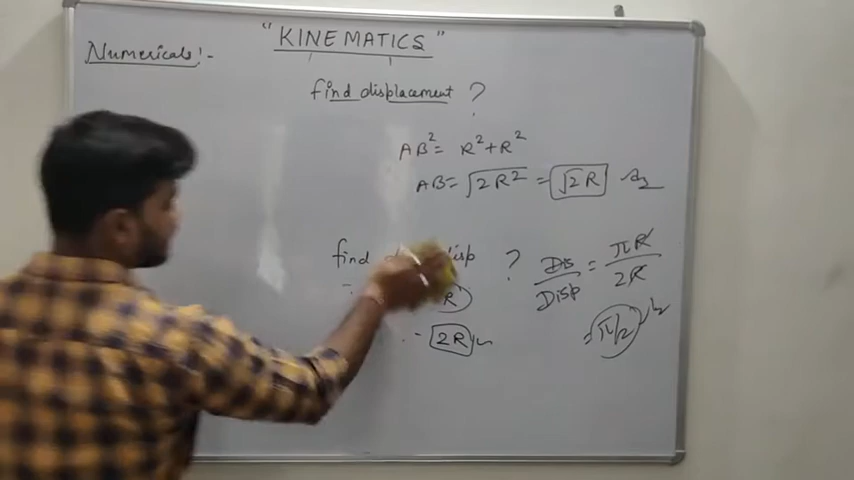 "KINEMATICS"
Numericals :-
find displacement ?
AB² = R² + R²
AB = √2R² = √2R
find disp ?
R
= 2R
Dis/Disp = πR/2R
= π/2